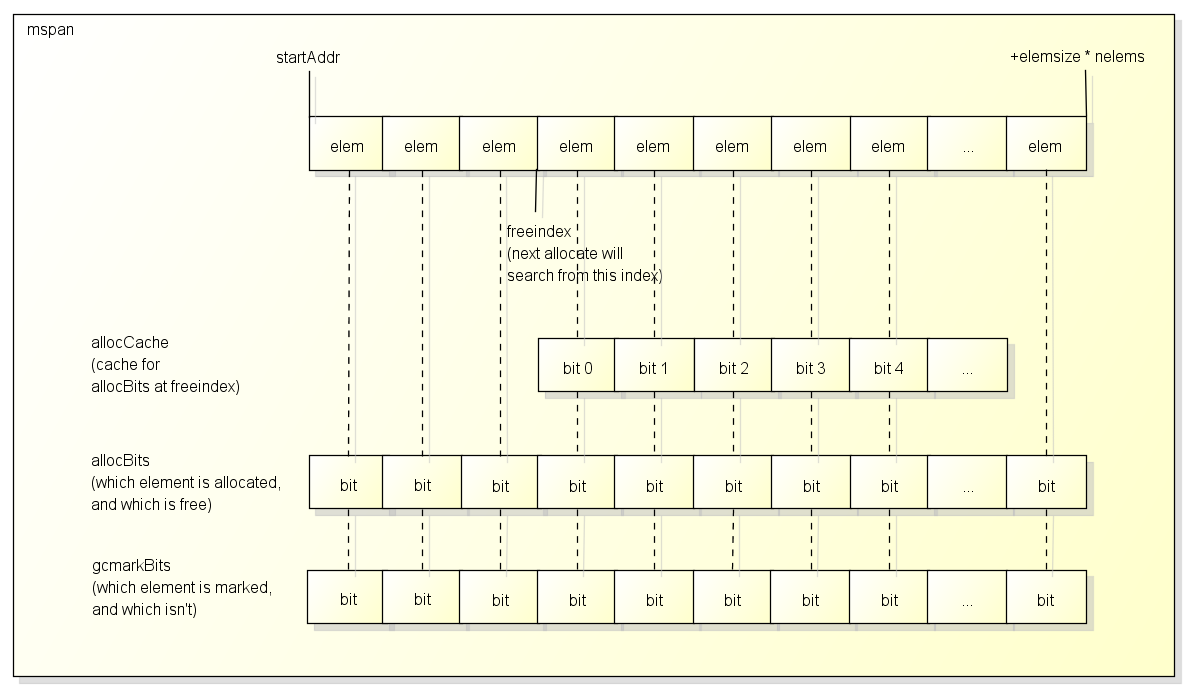 mspan
startAddr
+elemsize * nelems
elem elem elem elem elem elem elem elem ... elem
freeindex
(next allocate will
search from this index)
allocCache
(cache for
allocBits at freeindex)
bit 0 bit 1 bit 2 bit 3 bit 4 ...
allocBits
(which element is allocated,
and which is free)
bit bit bit bit bit bit bit bit ... bit
gcmarkBits
(which element is marked,
and which isn't)
bit bit bit bit bit bit bit bit ... bit